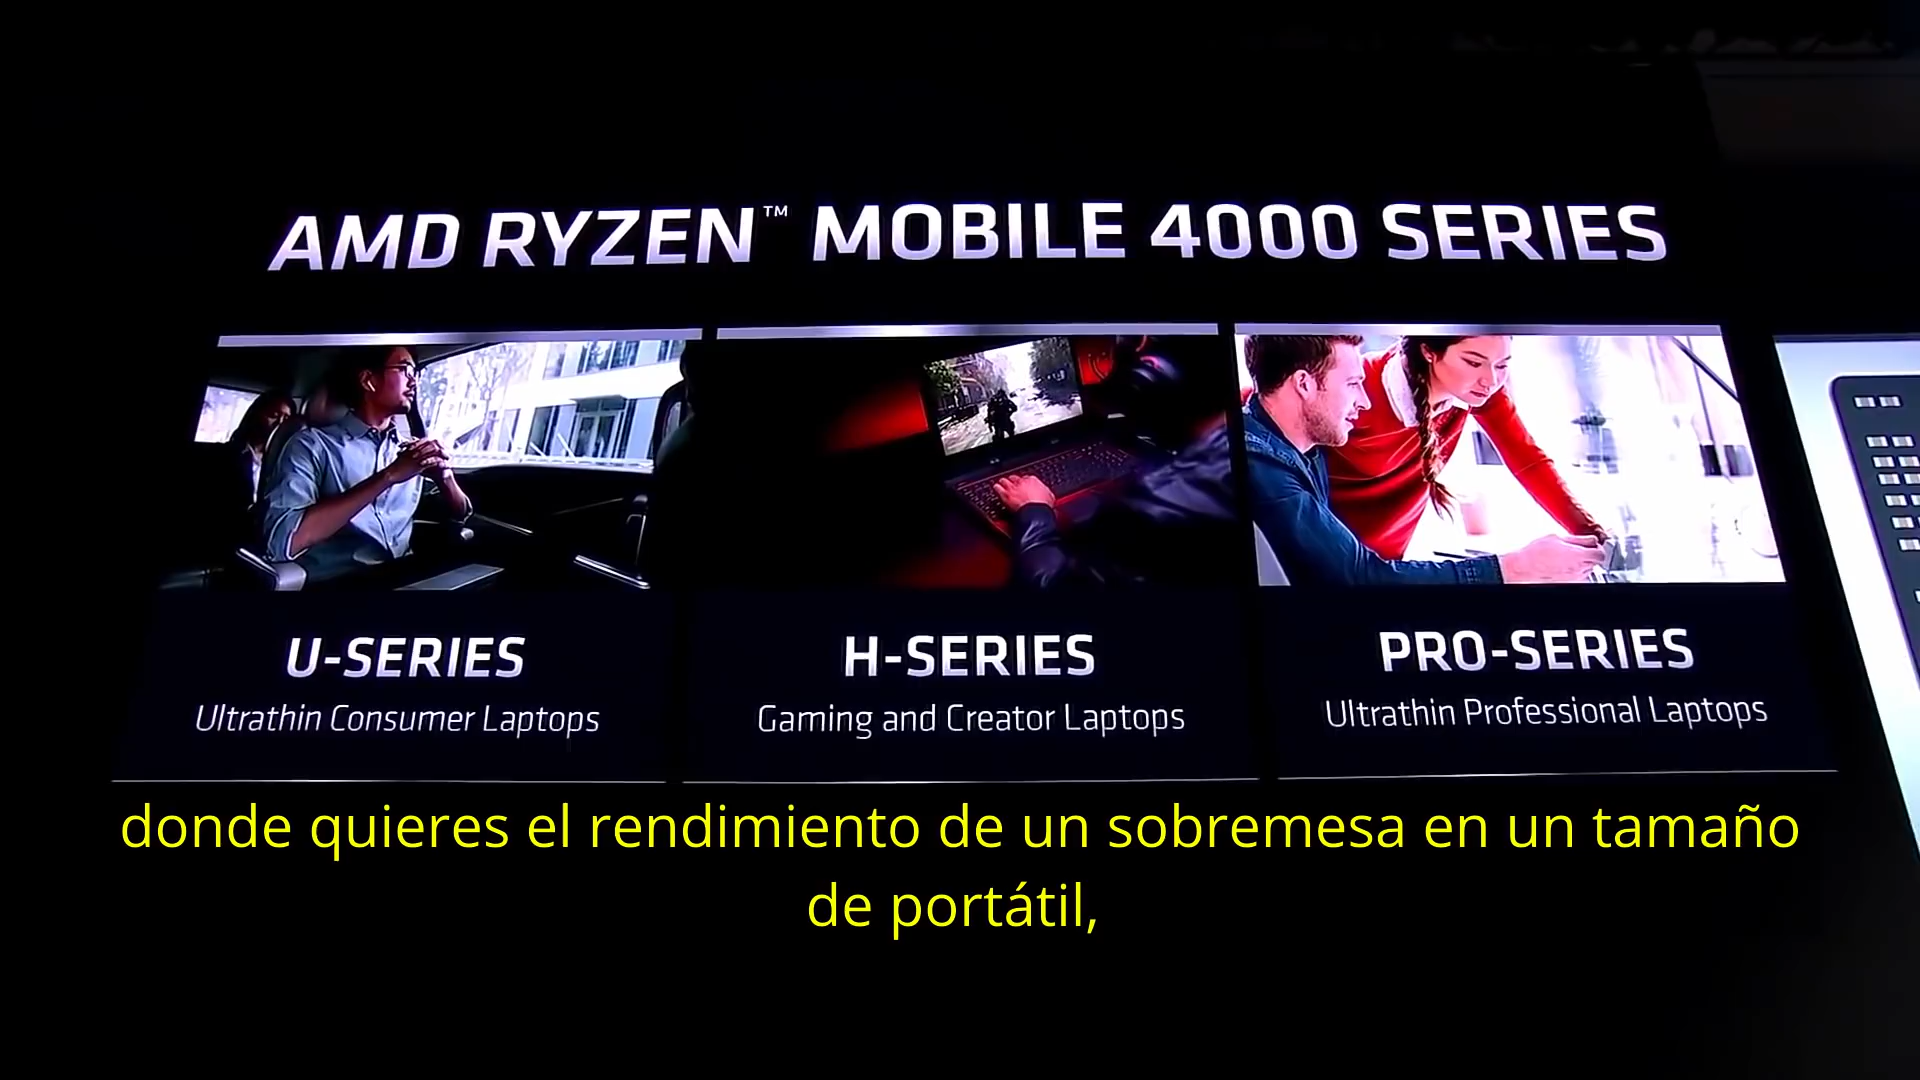 AMD RYZEN™ MOBILE 4000 SERIES
U-SERIES
Ultrathin Consumer Laptops
H-SERIES
Gaming and Creator Laptops
PRO-SERIES
Ultrathin Professional Laptops
donde quieres el rendimiento de un sobremesa en un tamaño
de portátil,